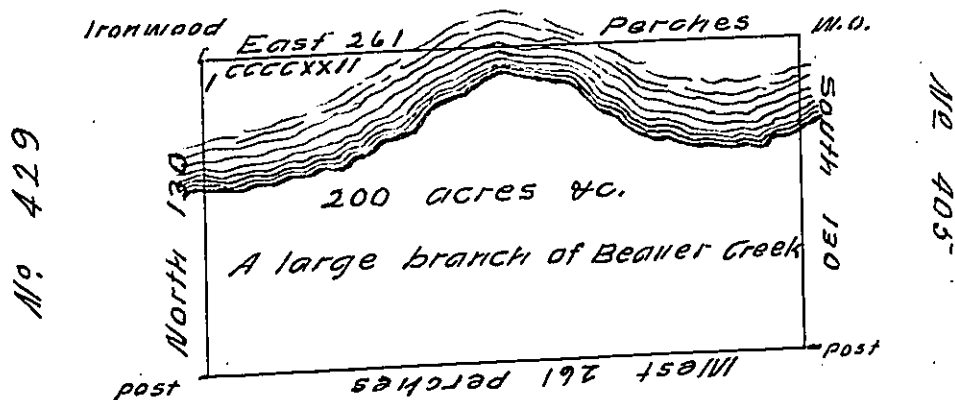 Ironwood
East 261 Perches
W.O.
CCCCXXII
No. 429
North 130
South 130
No 405
200 acres &c.
A large branch of Beaver Creek
post
West 261 perches
post